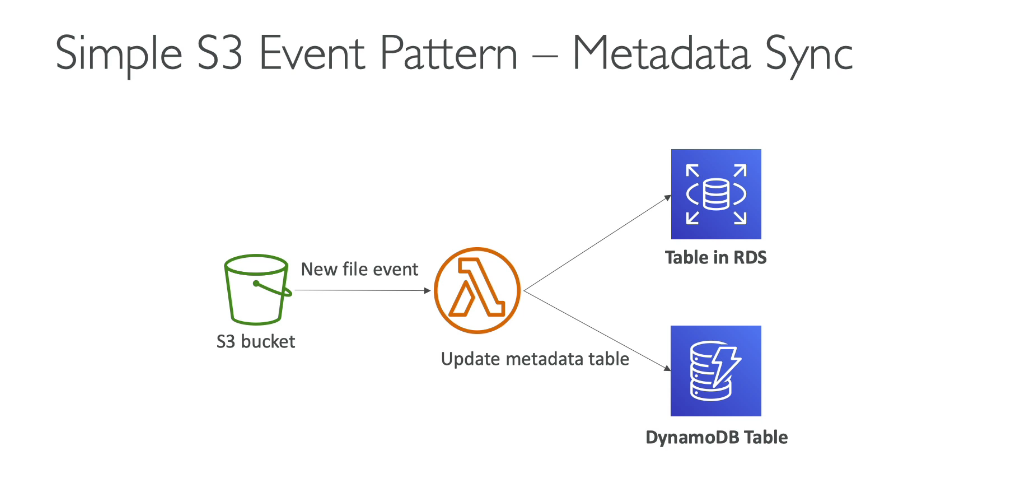 Simple S3 Event Pattern – Metadata Sync
Table in RDS
New file event
S3 bucket
Update metadata table
DynamoDB Table